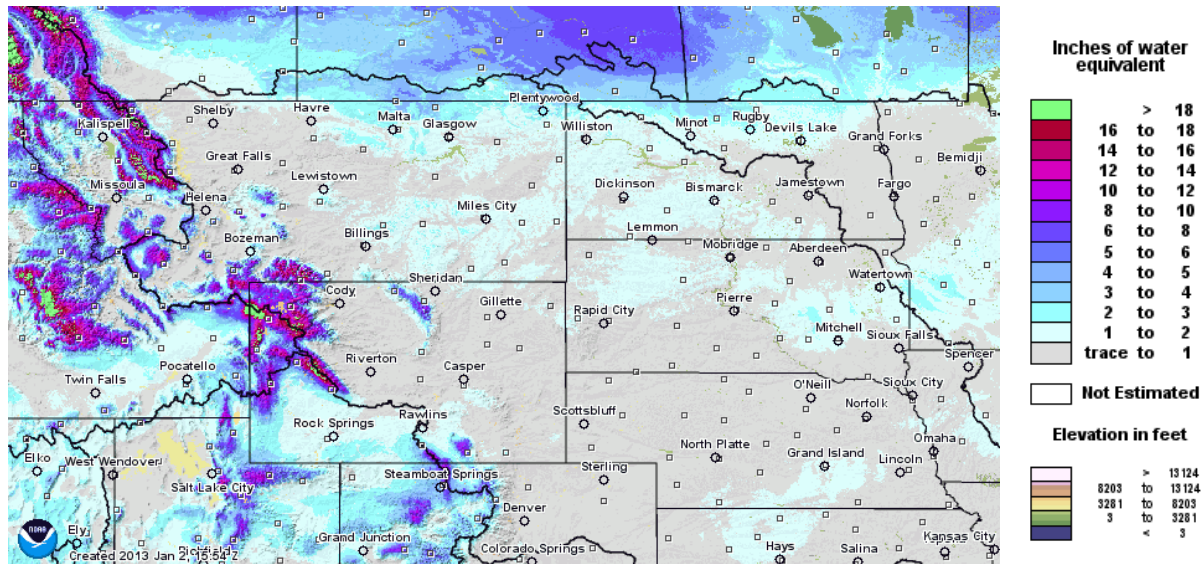 Plentywood
Shelby
Havre
Malta
Glasgow
Williston
Minot
Rugby
Devils Lake
Kalispell
Grand Forks
Great Falls
Bemidji
Lewistown
Missoula
Dickinson
Bismarck
Jamestown
Fargo
Helena
Miles City
Lemmon
Bozeman
Billings
Mobridge
Aberdeen
Sheridan
Watertown
Cody
Gillette
Rapid City
Pierre
Mitchell
Sioux Falls
Riverton
Casper
Spencer
Pocatello
Twin Falls
O'Neill
Sioux City
Norfolk
Scottsbluff
Rawlins
Rock Springs
North Platte
Omaha
Elko
West Wendover
Salt Lake City
Steamboat Springs
Sterling
Grand Island
Lincoln
Denver
Ely
Grand Junction
Colorado Springs
Hays
Salina
Kansas City
NOAA
Created 2013 Jan 2, 15:54 Z
Inches of water
equivalent
> 18
16 to 18
14 to 16
12 to 14
10 to 12
8 to 10
6 to 8
5 to 6
4 to 5
3 to 4
2 to 3
1 to 2
trace to 1
Not Estimated
Elevation in feet
> 13124
8203 to 13124
3281 to 8203
3 to 3281
< 3